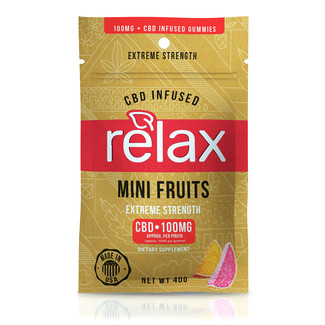 100MG • CBD INFUSED GUMMIES
EXTREME STRENGTH
CBD INFUSED
relax
MINI FRUITS
EXTREME STRENGTH
CBD•100MG
APPROX. PER POUCH
DIETARY SUPPLEMENT
MADE IN
USA
NET WT 40G